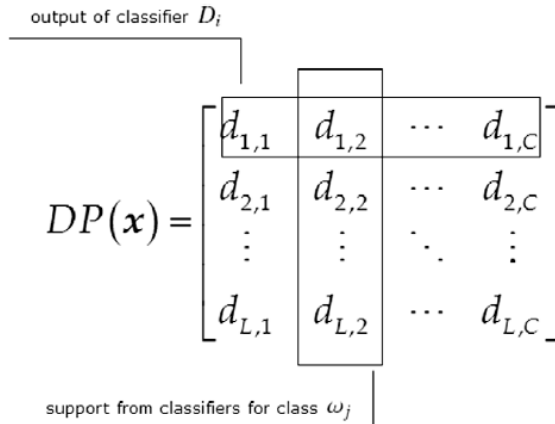 output of classifier D_i
d_{1,1} d_{1,2} ⋯ d_{1,C}
d_{2,1} d_{2,2} ⋯ d_{2,C}
DP(x) =
⋮ ⋮ ⋱ ⋮
d_{L,1} d_{L,2} ⋯ d_{L,C}
support from classifiers for class ω_j